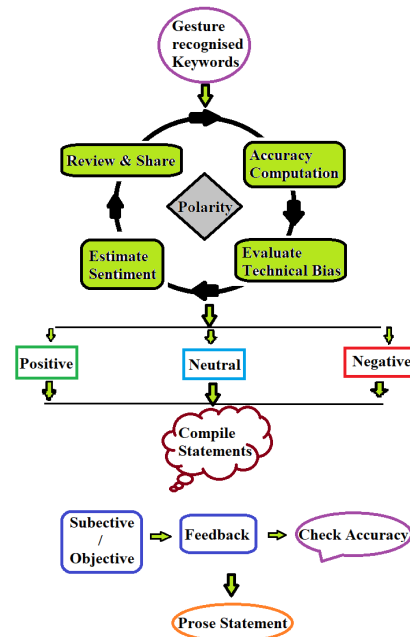 Gesture
recognised
Keywords
Review & Share
Accuracy
Computation
Polarity
Estimate
Sentiment
Evaluate
Technical Bias
Positive
Neutral
Negative
Compile
Statements
Subective
/
Objective
Feedback
Check Accuracy
Prose Statement